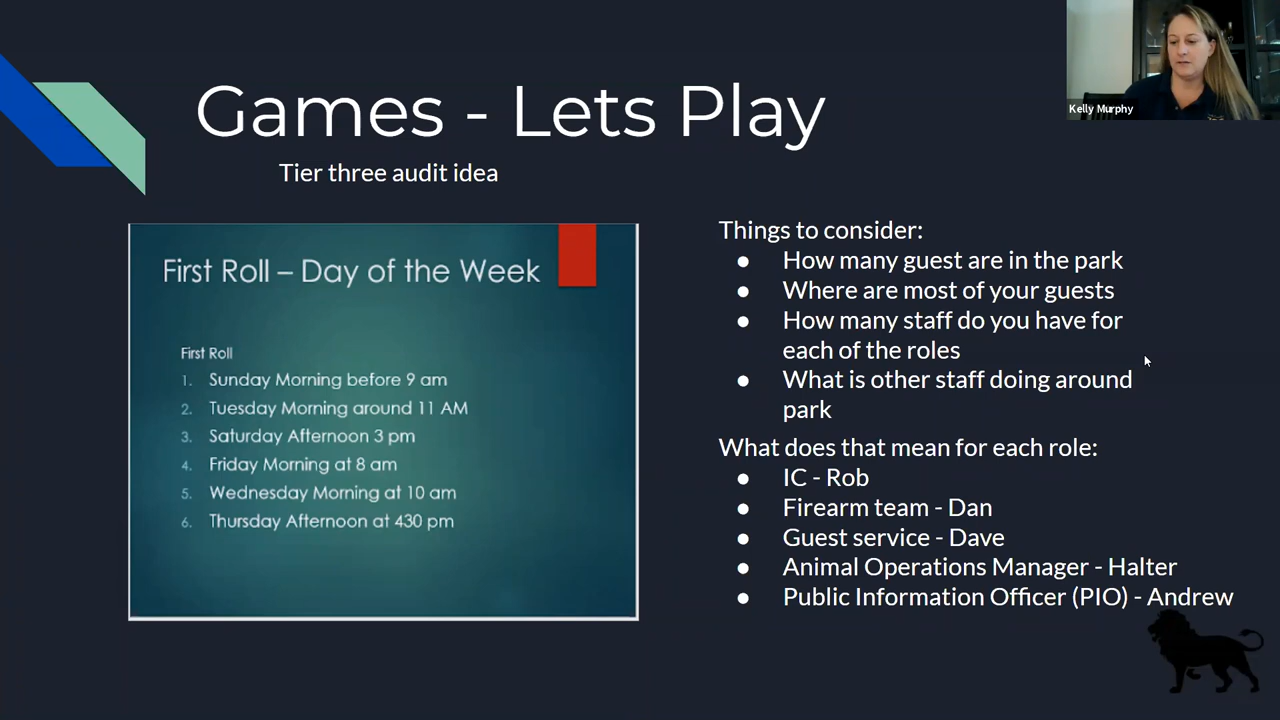 Kelly Murphy
Games - Lets Play
Tier three audit idea
First Roll – Day of the Week
First Roll
1. Sunday Morning before 9 am
2. Tuesday Morning around 11 AM
3. Saturday Afternoon 3 pm
4. Friday Morning at 8 am
5. Wednesday Morning at 10 am
6. Thursday Afternoon at 430 pm
Things to consider:
● How many guest are in the park
● Where are most of your guests
● How many staff do you have for
each of the roles
● What is other staff doing around
park
What does that mean for each role:
● IC - Rob
● Firearm team - Dan
● Guest service - Dave
● Animal Operations Manager - Halter
● Public Information Officer (PIO) - Andrew